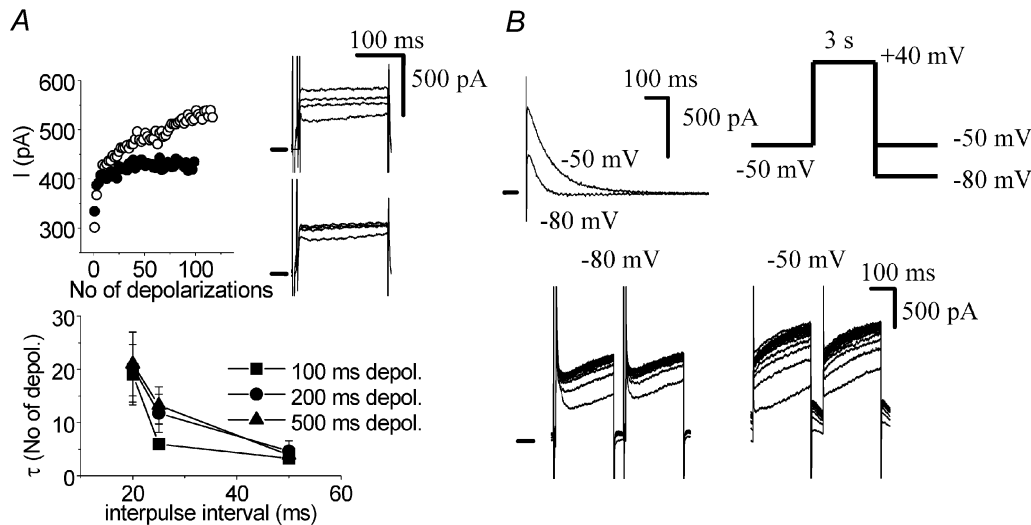 A
600
500
400
300
I (pA)
0
50
100
No of depolarizations
100 ms
500 pA
30
20
10
0
τ (No of depol.)
100 ms depol.
200 ms depol.
500 ms depol.
20
40
60
interpulse interval (ms)
B
100 ms
500 pA
-50 mV
-80 mV
3 s
+40 mV
-50 mV
-50 mV
-80 mV
-80 mV
-50 mV
100 ms
500 pA